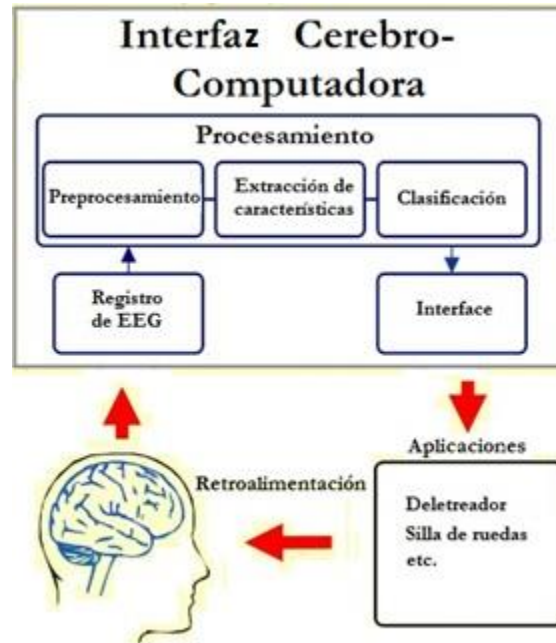 Interfaz Cerebro-
Computadora
Procesamiento
Preprocesamiento
Extracción de
características
Clasificación
Registro
de EEG
Interface
Aplicaciones
Retroalimentación
Deletreador
Silla de ruedas
etc.